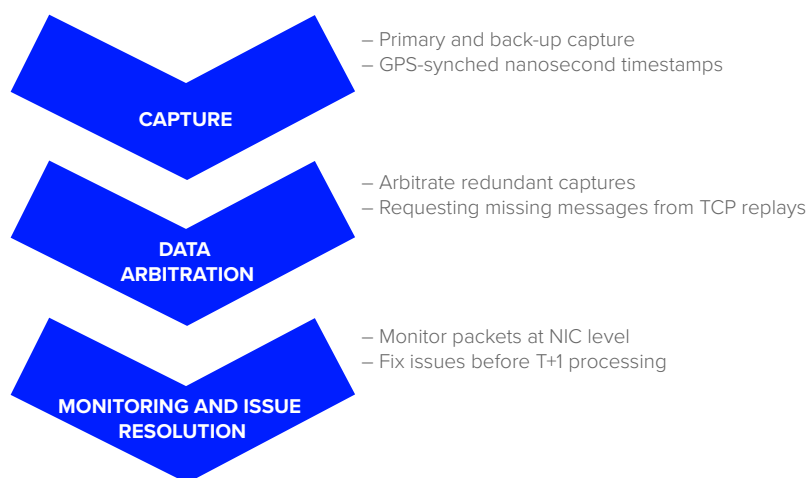 – Primary and back-up capture
– GPS-synched nanosecond timestamps
CAPTURE
– Arbitrate redundant captures
– Requesting missing messages from TCP replays
DATA
ARBITRATION
– Monitor packets at NIC level
– Fix issues before T+1 processing
MONITORING AND ISSUE
RESOLUTION